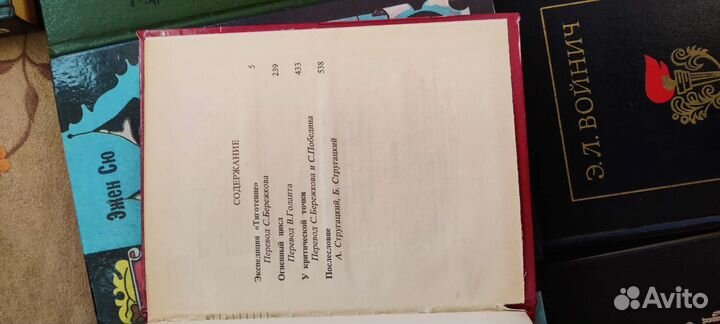 СОДЕРЖАНИЕ
Экспедиция «Тяготение» 5
Перевод С.Бережкова
Огненный цикл 239
Перевод В.Голанта
У критической точки 433
Перевод С.Бережкова и С.Победина
Послесловие 538
А. Стругацкий, Б. Стругацкий
Эжен Сю
Э.Л. ВОЙНИЧ
Avito